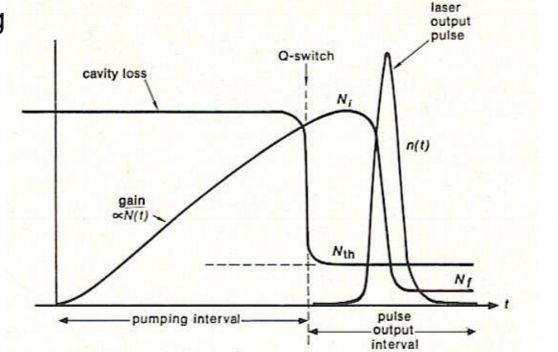 g
laser
output
pulse
Q-switch
cavity loss
N_i
n(t)
gain
∝N(t)
N_th
N_f
t
pumping interval
pulse
output
interval